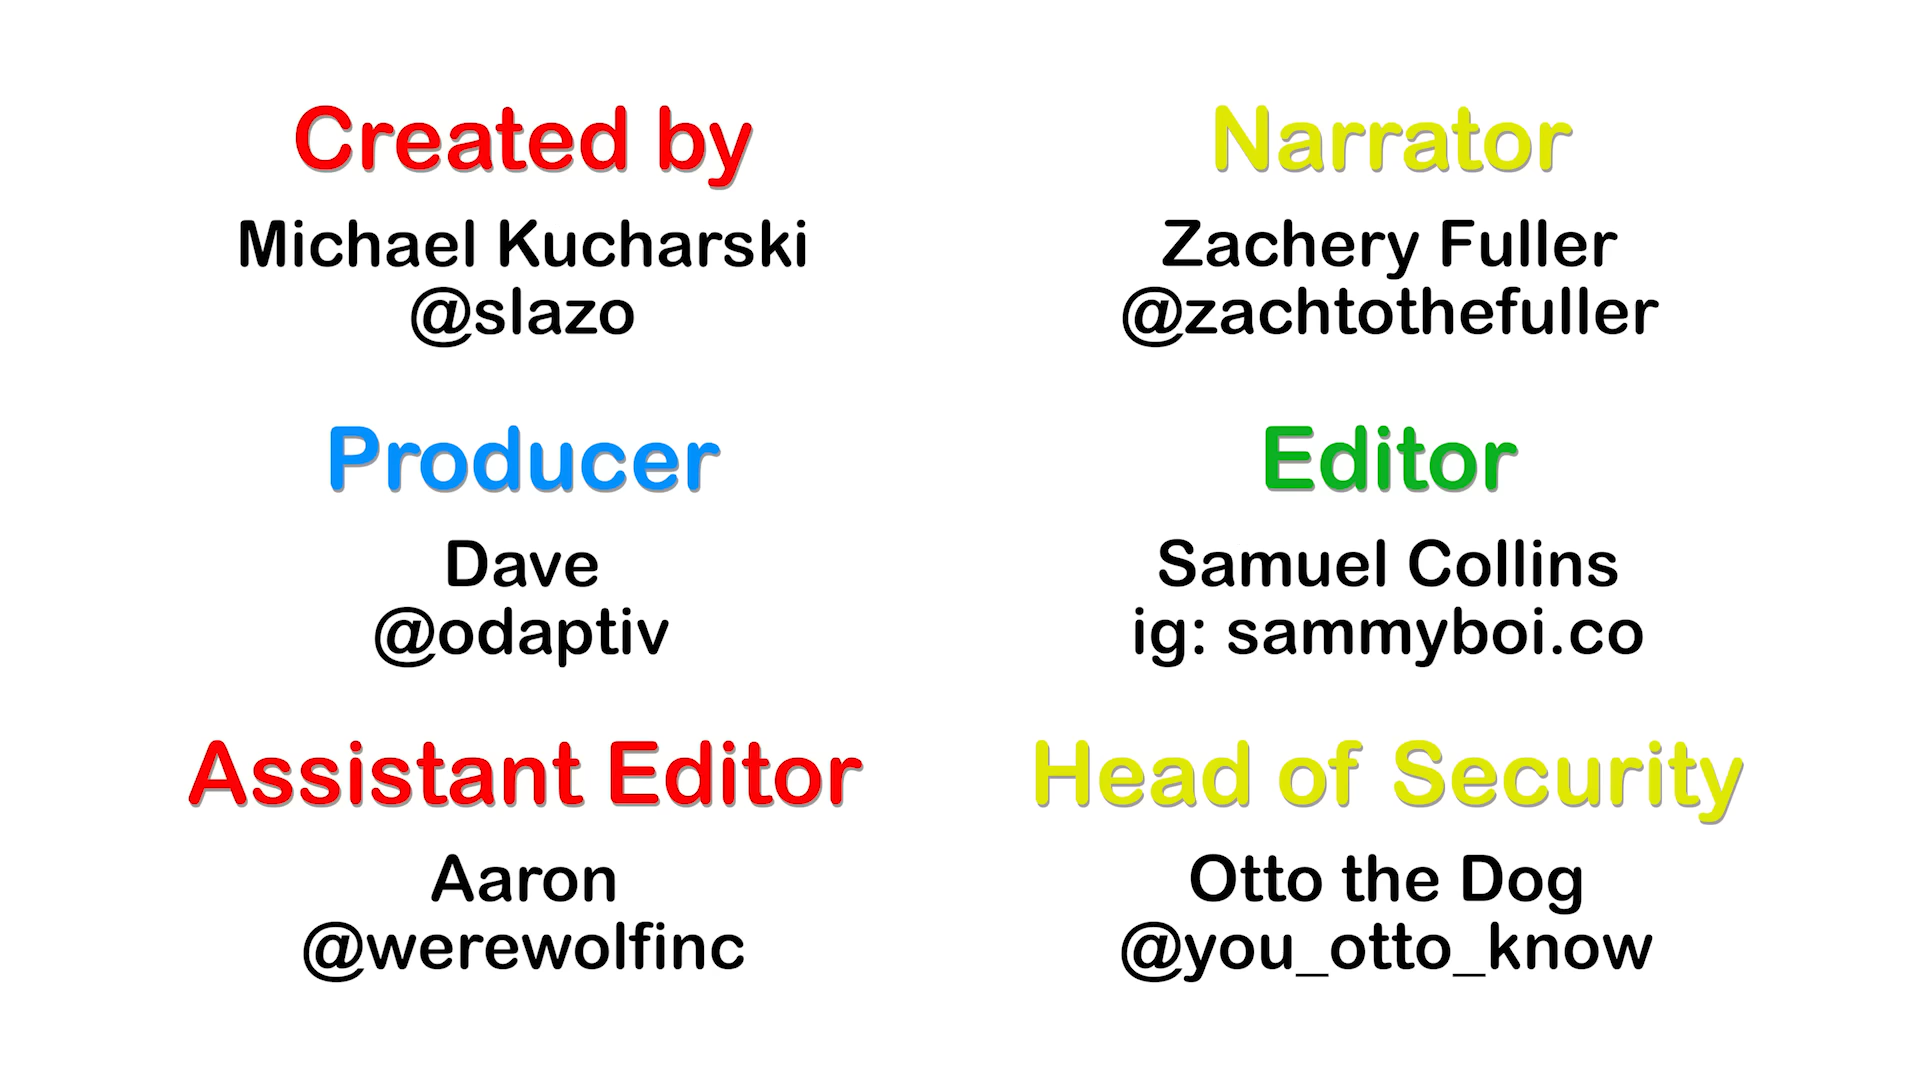 Created by
Michael Kucharski
@slazo
Narrator
Zachery Fuller
@zachtothefuller
Producer
Dave
@odaptiv
Editor
Samuel Collins
ig: sammyboi.co
Assistant Editor
Aaron
@werewolfinc
Head of Security
Otto the Dog
@you_otto_know